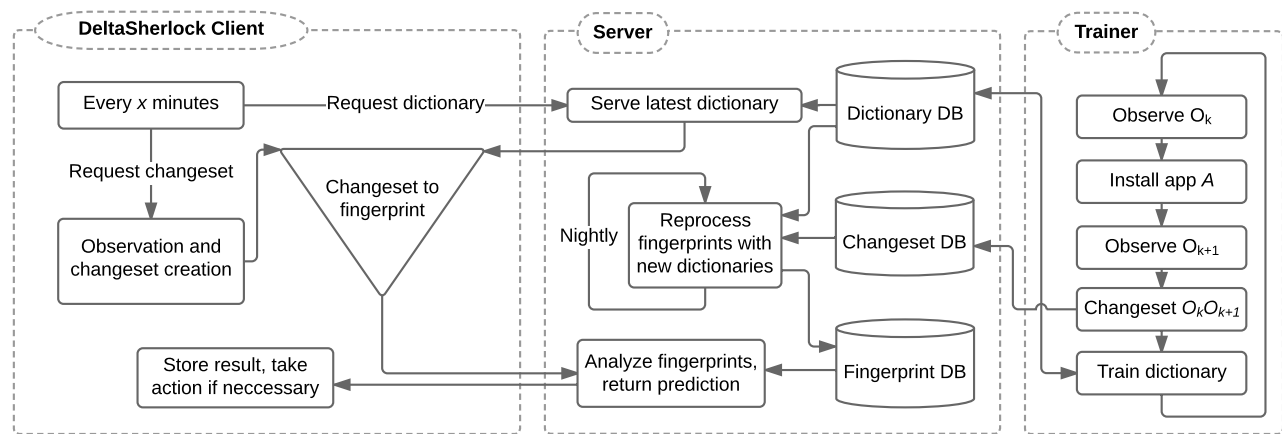 DeltaSherlock Client
Every x minutes
Request dictionary
Request changeset
Observation and
changeset creation
Changeset to
fingerprint
Store result, take
action if neccessary
Server
Serve latest dictionary
Dictionary DB
Nightly
Reprocess
fingerprints with
new dictionaries
Changeset DB
Analyze fingerprints,
return prediction
Fingerprint DB
Trainer
Observe Oₖ
Install app A
Observe Oₖ₊₁
Changeset OₖOₖ₊₁
Train dictionary